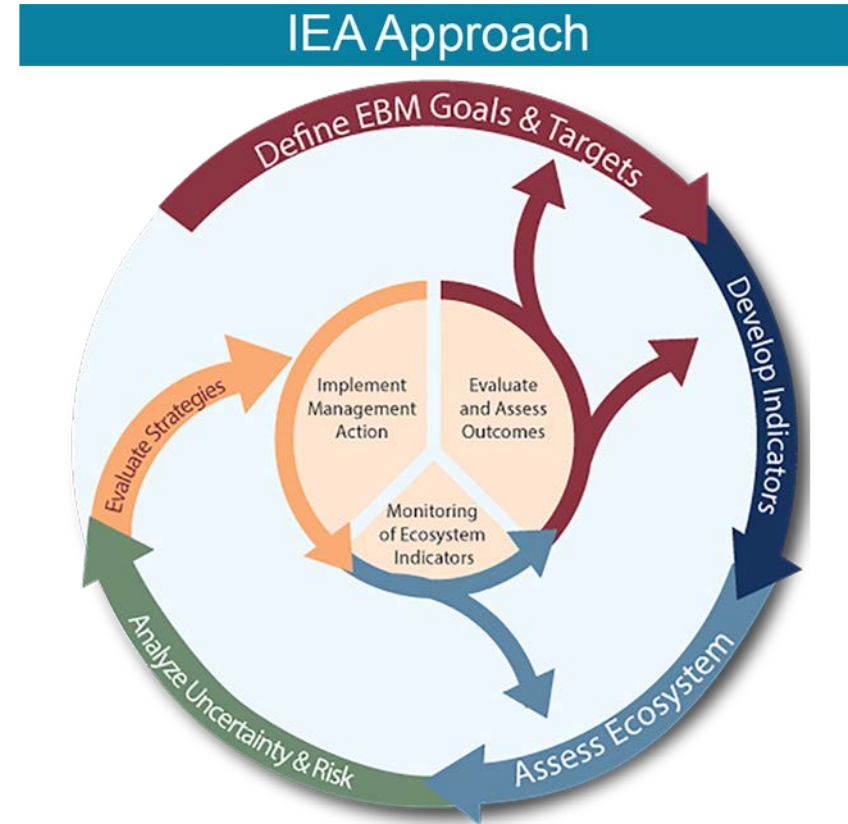 IEA Approach
Define EBM Goals & Targets
Develop Indicators
Assess Ecosystem
Analyze Uncertainty & Risk
Evaluate Strategies
Implement
Management
Action
Evaluate
and Assess
Outcomes
Monitoring
of Ecosystem
Indicators